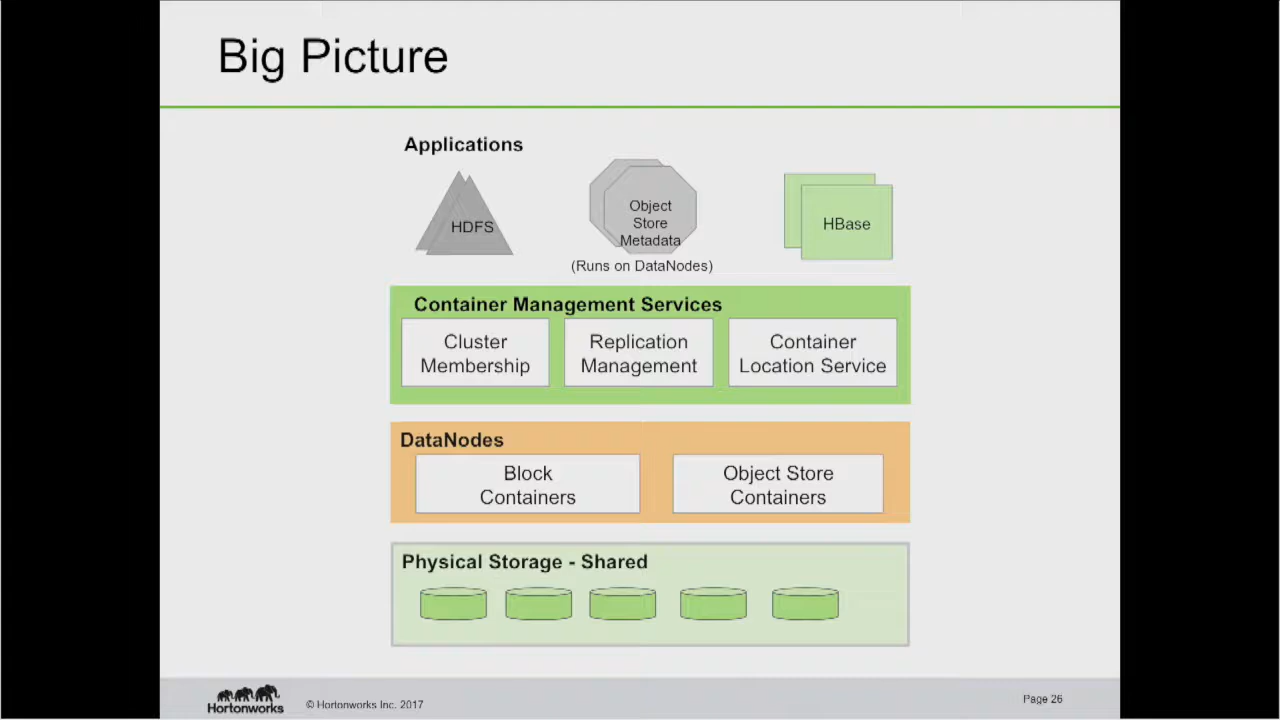 Big Picture
Applications
HDFS
Object
Store
Metadata
(Runs on DataNodes)
HBase
Container Management Services
Cluster
Membership
Replication
Management
Container
Location Service
DataNodes
Block
Containers
Object Store
Containers
Physical Storage - Shared
Hortonworks
© Hortonworks Inc. 2017
Page 26